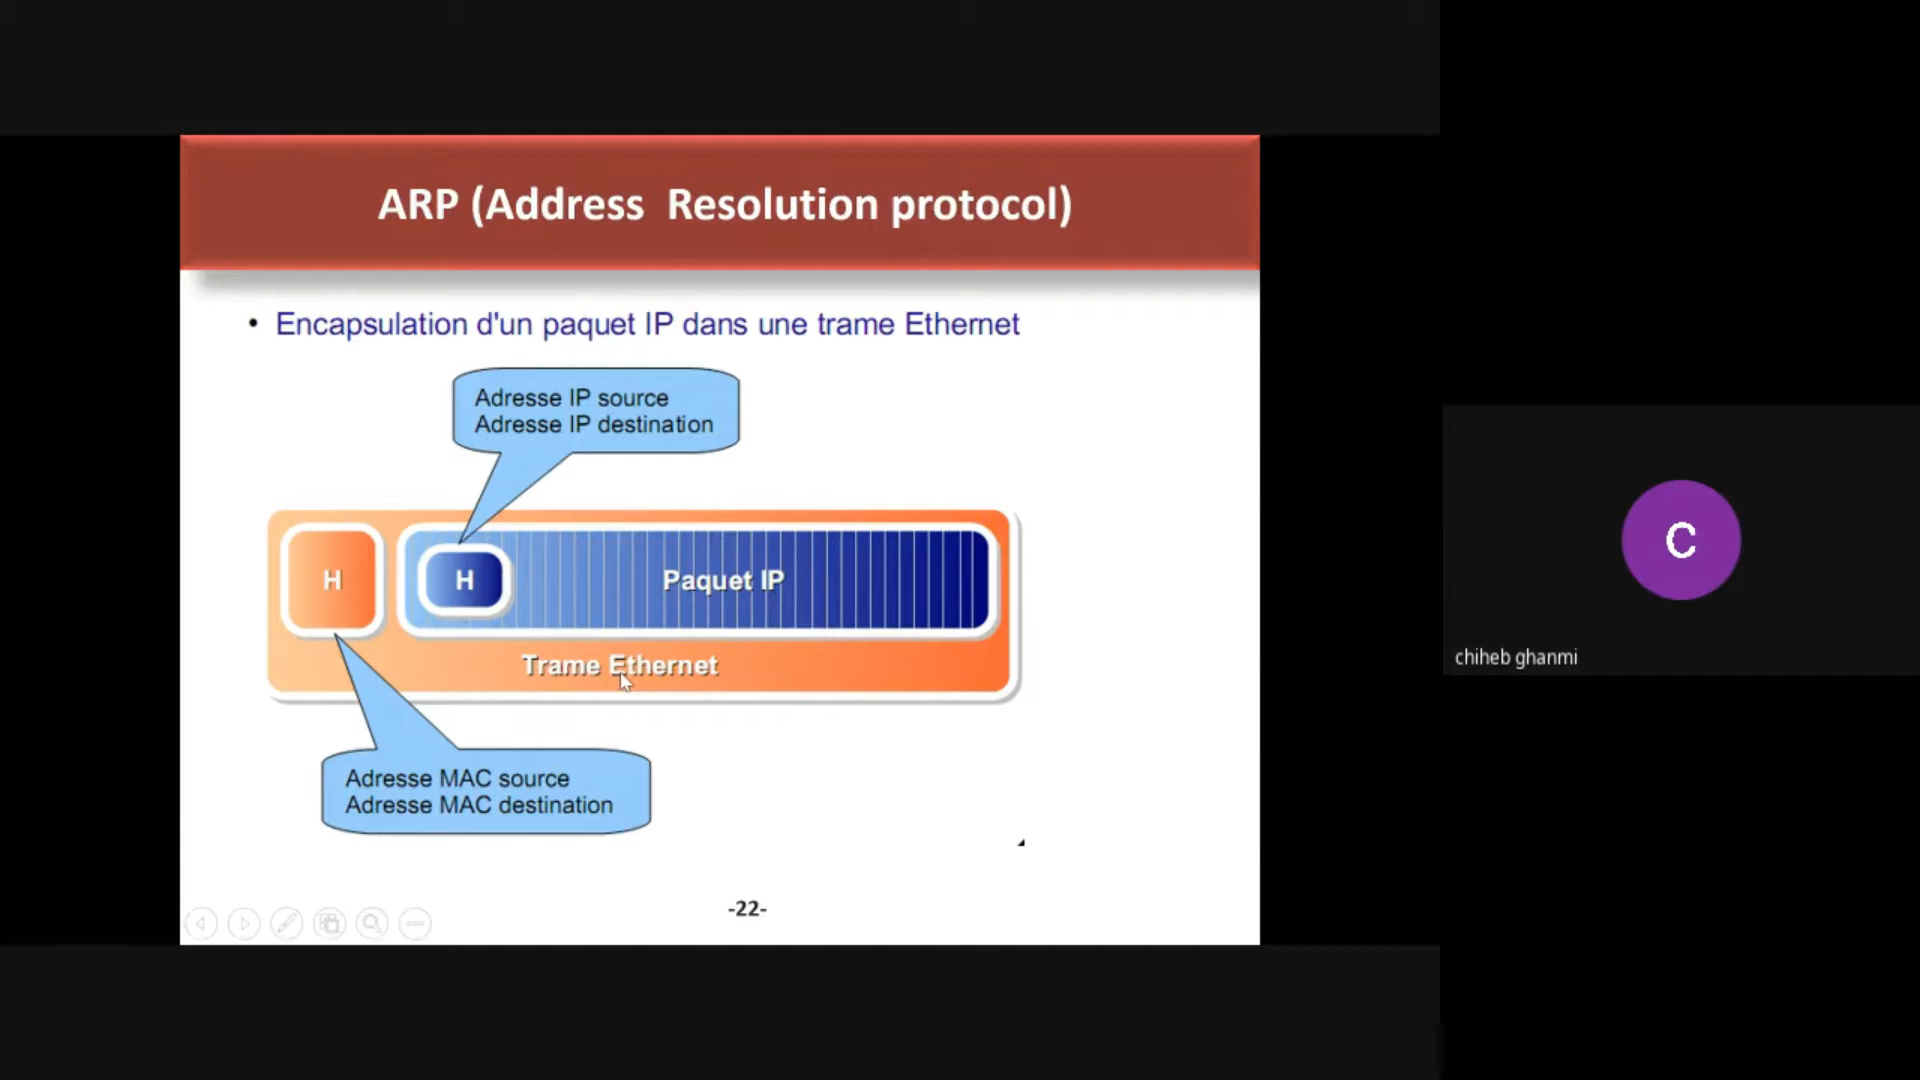 ARP (Address Resolution protocol)
• Encapsulation d'un paquet IP dans une trame Ethernet
Adresse IP source
Adresse IP destination
H
H
Paquet IP
Trame Ethernet
Adresse MAC source
Adresse MAC destination
-22-
C
chiheb ghanmi